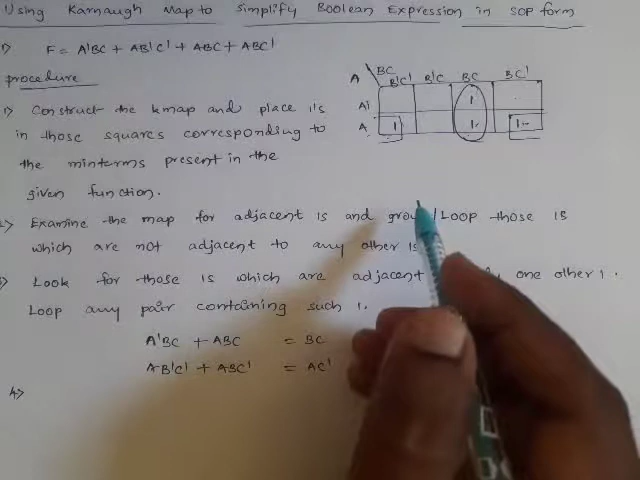 Using Karnaugh Map to simplify Boolean Expression in SOP form
1) F = A'BC + AB'C' + ABC + ABC'
procedure
1) Construct the kmap and place 1's
in those squares corresponding to
the minterms present in the
given function.
A \ BC B'C' B'C BC BC'
A' 1
A 1 1 1
Examine the map for adjacent 1s and LOOP those 1s
which are not adjacent to any other 1s
Look for those 1s which are adjacent one other 1.
Loop any pair containing such 1.
A'BC + ABC = BC
AB'C' + ABC' = AC'
4)